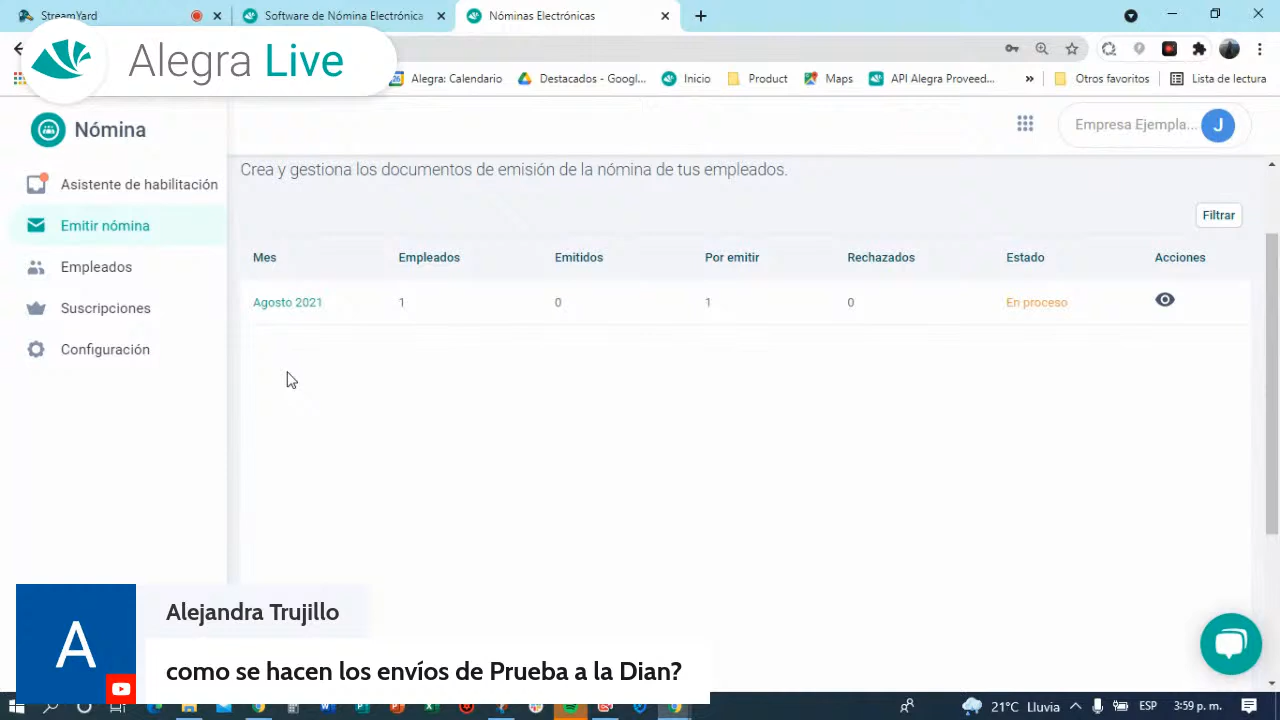 StreamYard
Software de Nómina Electrónica
Nómina Electrónicas
Alegra Live
26
Alegra: Calendario
Destacados - Googl...
Inicio
Product
Maps
API Alegra Proveed...
»
Otros favoritos
Lista de lectura
Nómina
Empresa Ejempla...
J
Asistente de habilitación
Emitir nómina
Empleados
Suscripciones
Configuración
Crea y gestiona los documentos de emisión de la nómina de tus empleados.
Filtrar
Mes Empleados Emitidos Por emitir Rechazados Estado Acciones
Agosto 2021 1 0 1 0 En proceso
A
Alejandra Trujillo
como se hacen los envíos de Prueba a la Dian?
21°C Lluvia
ESP
3:59 p. m.